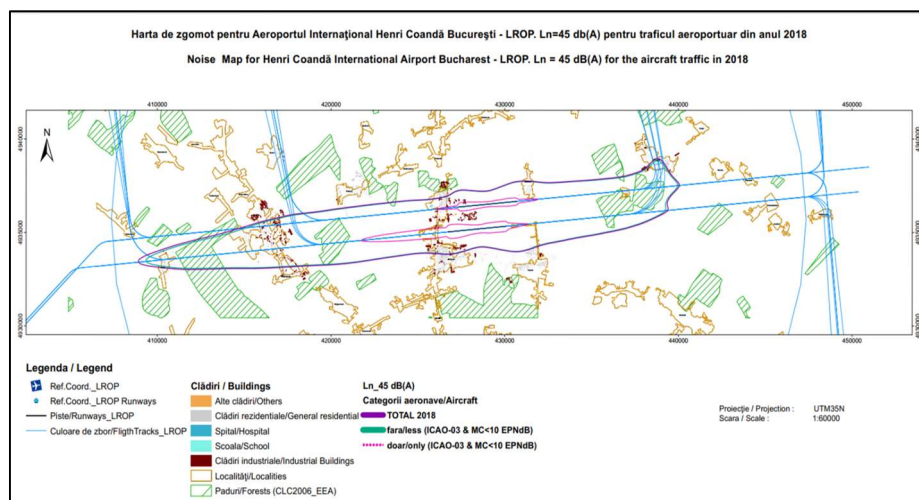 Harta de zgomot pentru Aeroportul Internaţional Henri Coandă Bucureşti - LROP. Ln=45 db(A) pentru traficul aeroportuar din anul 2018
Noise Map for Henri Coandă International Airport Bucharest - LROP. Ln = 45 dB(A) for the aircraft traffic in 2018
410000 420000 430000 440000 450000
N
4940000 4940000
4935000 4935000
4930000 4930000
410000 420000 430000 440000 450000
Legenda / Legend
Ref.Coord._LROP
Ref.Coord._LROP Runways
Piste/Runways_LROP
Culoare de zbor/FligthTracks_LROP
Clădiri / Buildings
Alte clădiri/Others
Clădiri rezidentiale/General residential
Spital/Hospital
Scoala/School
Clădiri industriale/Industrial Buildings
Localităţi/Localities
Paduri/Forests (CLC2006_EEA)
Ln_45 dB(A)
Categorii aeronave/Aircraft
TOTAL 2018
fara/less (ICAO-03 & MC<10 EPNdB)
doar/only (ICAO-03 & MC<10 EPNdB
Proiecţie / Projection : UTM35N
Scara / Scale : 1:60000